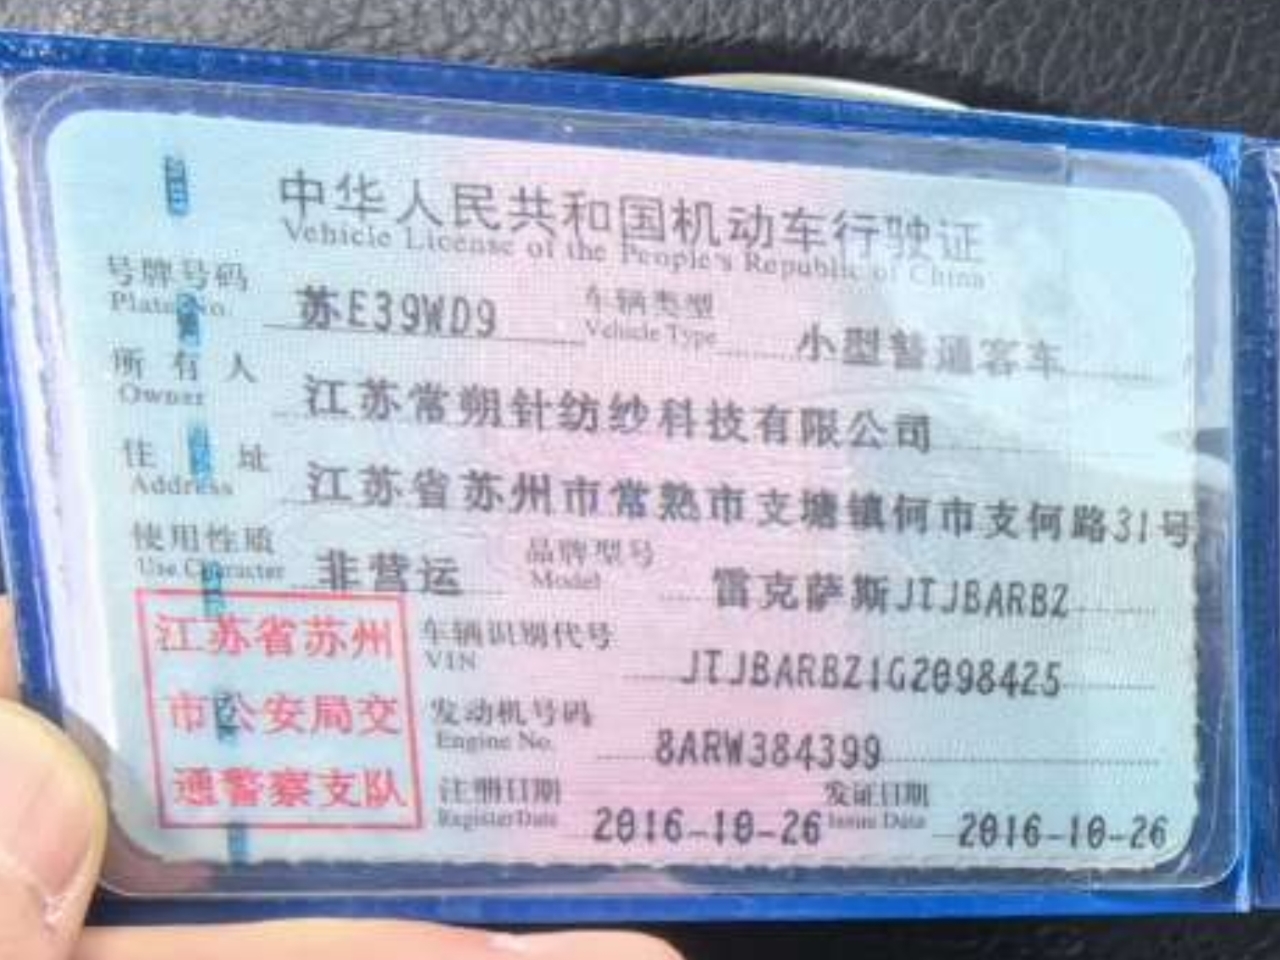 中华人民共和国机动车行驶证
Vehicle License of the People's Republic of China
号牌号码 苏E39WD9 车辆类型 小型普通客车
Plate No. Vehicle Type
所有人 江苏常朔针纺纱科技有限公司
Owner
住址 江苏省苏州市常熟市支塘镇何市支何路31号
Address
使用性质 非营运 品牌型号 雷克萨斯JTJBARBZ
Use Character Model
江苏省苏州
市公安局交
通警察支队
车辆识别代号 JTJBARBZ1G2098425
VIN
发动机号码 8ARW384399
Engine No.
注册日期 2016-10-26 发证日期 2016-10-26
Register Date Issue Date